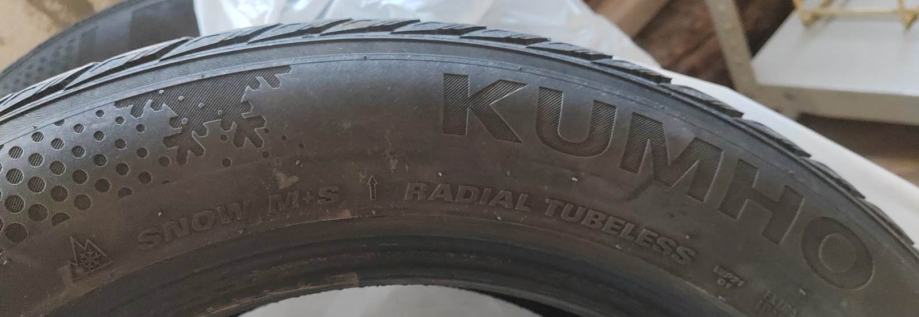 KUMHO
SNOW M+S ↑ RADIAL TUBELESS